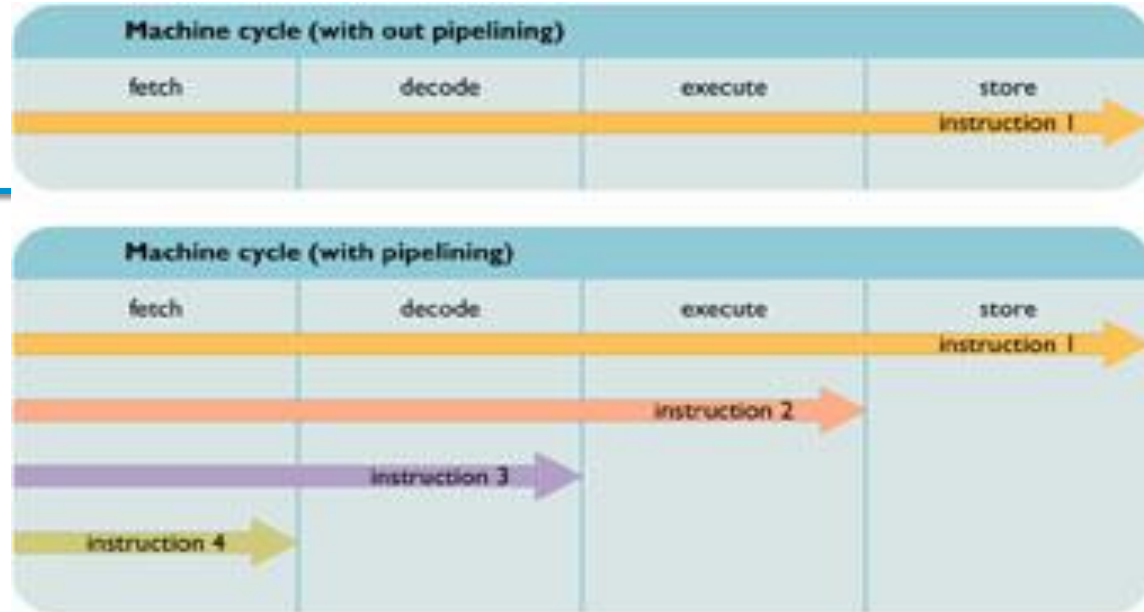 Machine cycle (with out pipelining)
fetch decode execute store
instruction 1
Machine cycle (with pipelining)
fetch decode execute store
instruction 1
instruction 2
instruction 3
instruction 4